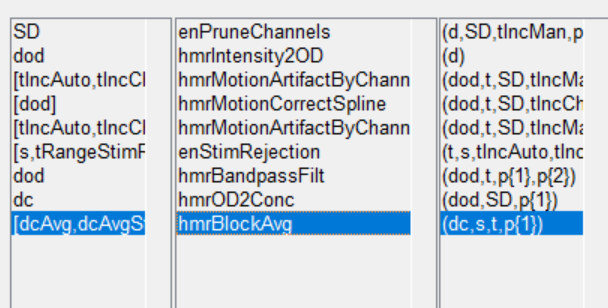 SD enPruneChannels (d,SD,tIncMan,p
dod hmrIntensity2OD (d)
[tIncAuto,tIncCl hmrMotionArtifactByChann (dod,t,SD,tIncMa
[dod] hmrMotionCorrectSpline (dod,t,SD,tIncCh
[tIncAuto,tIncCl hmrMotionArtifactByChann (dod,t,SD,tIncMa
[s,tRangeStimF enStimRejection (t,s,tIncAuto,tInc
dod hmrBandpassFilt (dod,t,p{1},p{2})
dc hmrOD2Conc (dod,SD,p{1})
[dcAvg,dcAvgS hmrBlockAvg (dc,s,t,p{1})